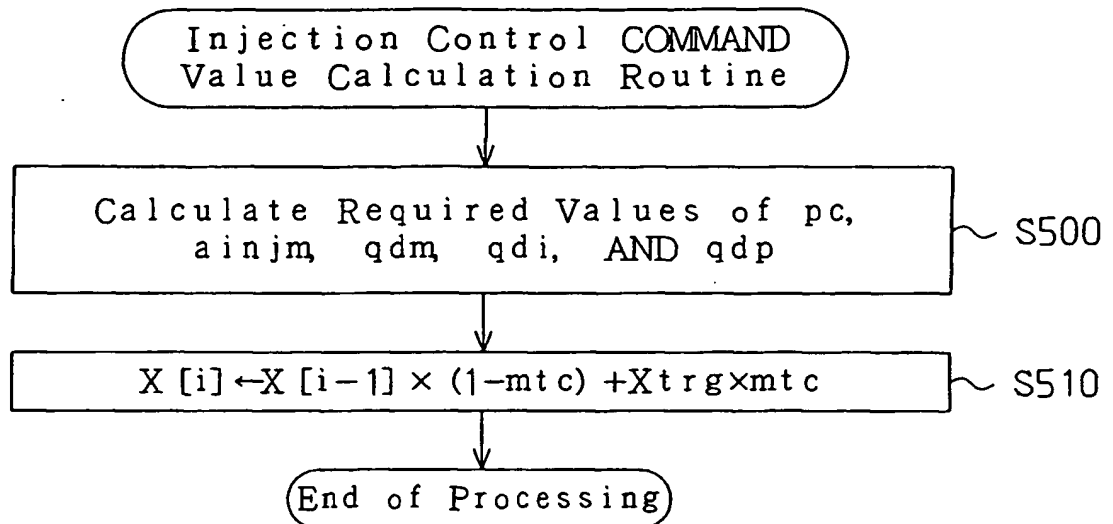 Injection Control COMMAND
Value Calculation Routine
Calculate Required Values of pc,
ainjm, qdm, qdi, AND qdp
S500
X [i] ←X [i-1] × (1-mtc) +Xtrg×mtc
S510
End of Processing